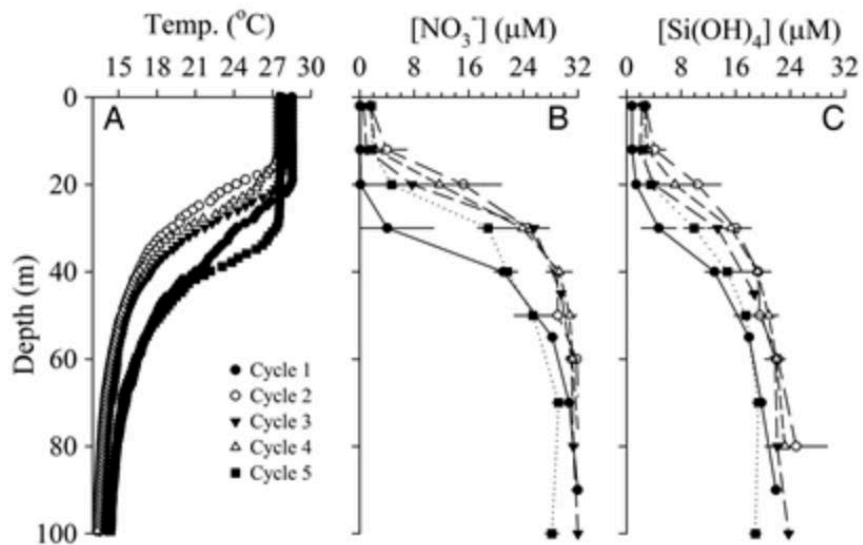 Temp. (°C) [NO₃⁻] (μM) [Si(OH)₄] (μM)
15 18 21 24 28 30 0 8 16 24 32 0 8 16 24 32
0
20
40
60
80
100
Depth (m)
A B C
Cycle 1
Cycle 2
Cycle 3
Cycle 4
Cycle 5